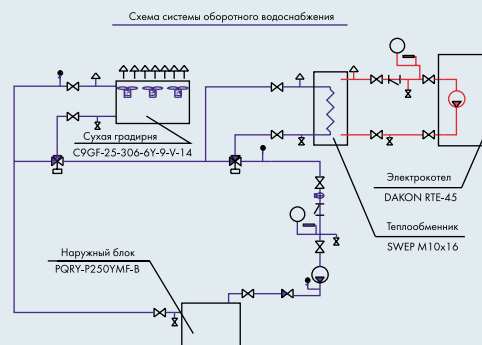 Схема системы оборотного водоснабжения
Сухая градирня
C9GF-25-306-6Y-9-V-14
Электрокотел
DAKON RTE-45
Теплообменник
SWEP M10x16
Наружный блок
PQRY-P250YMF-B